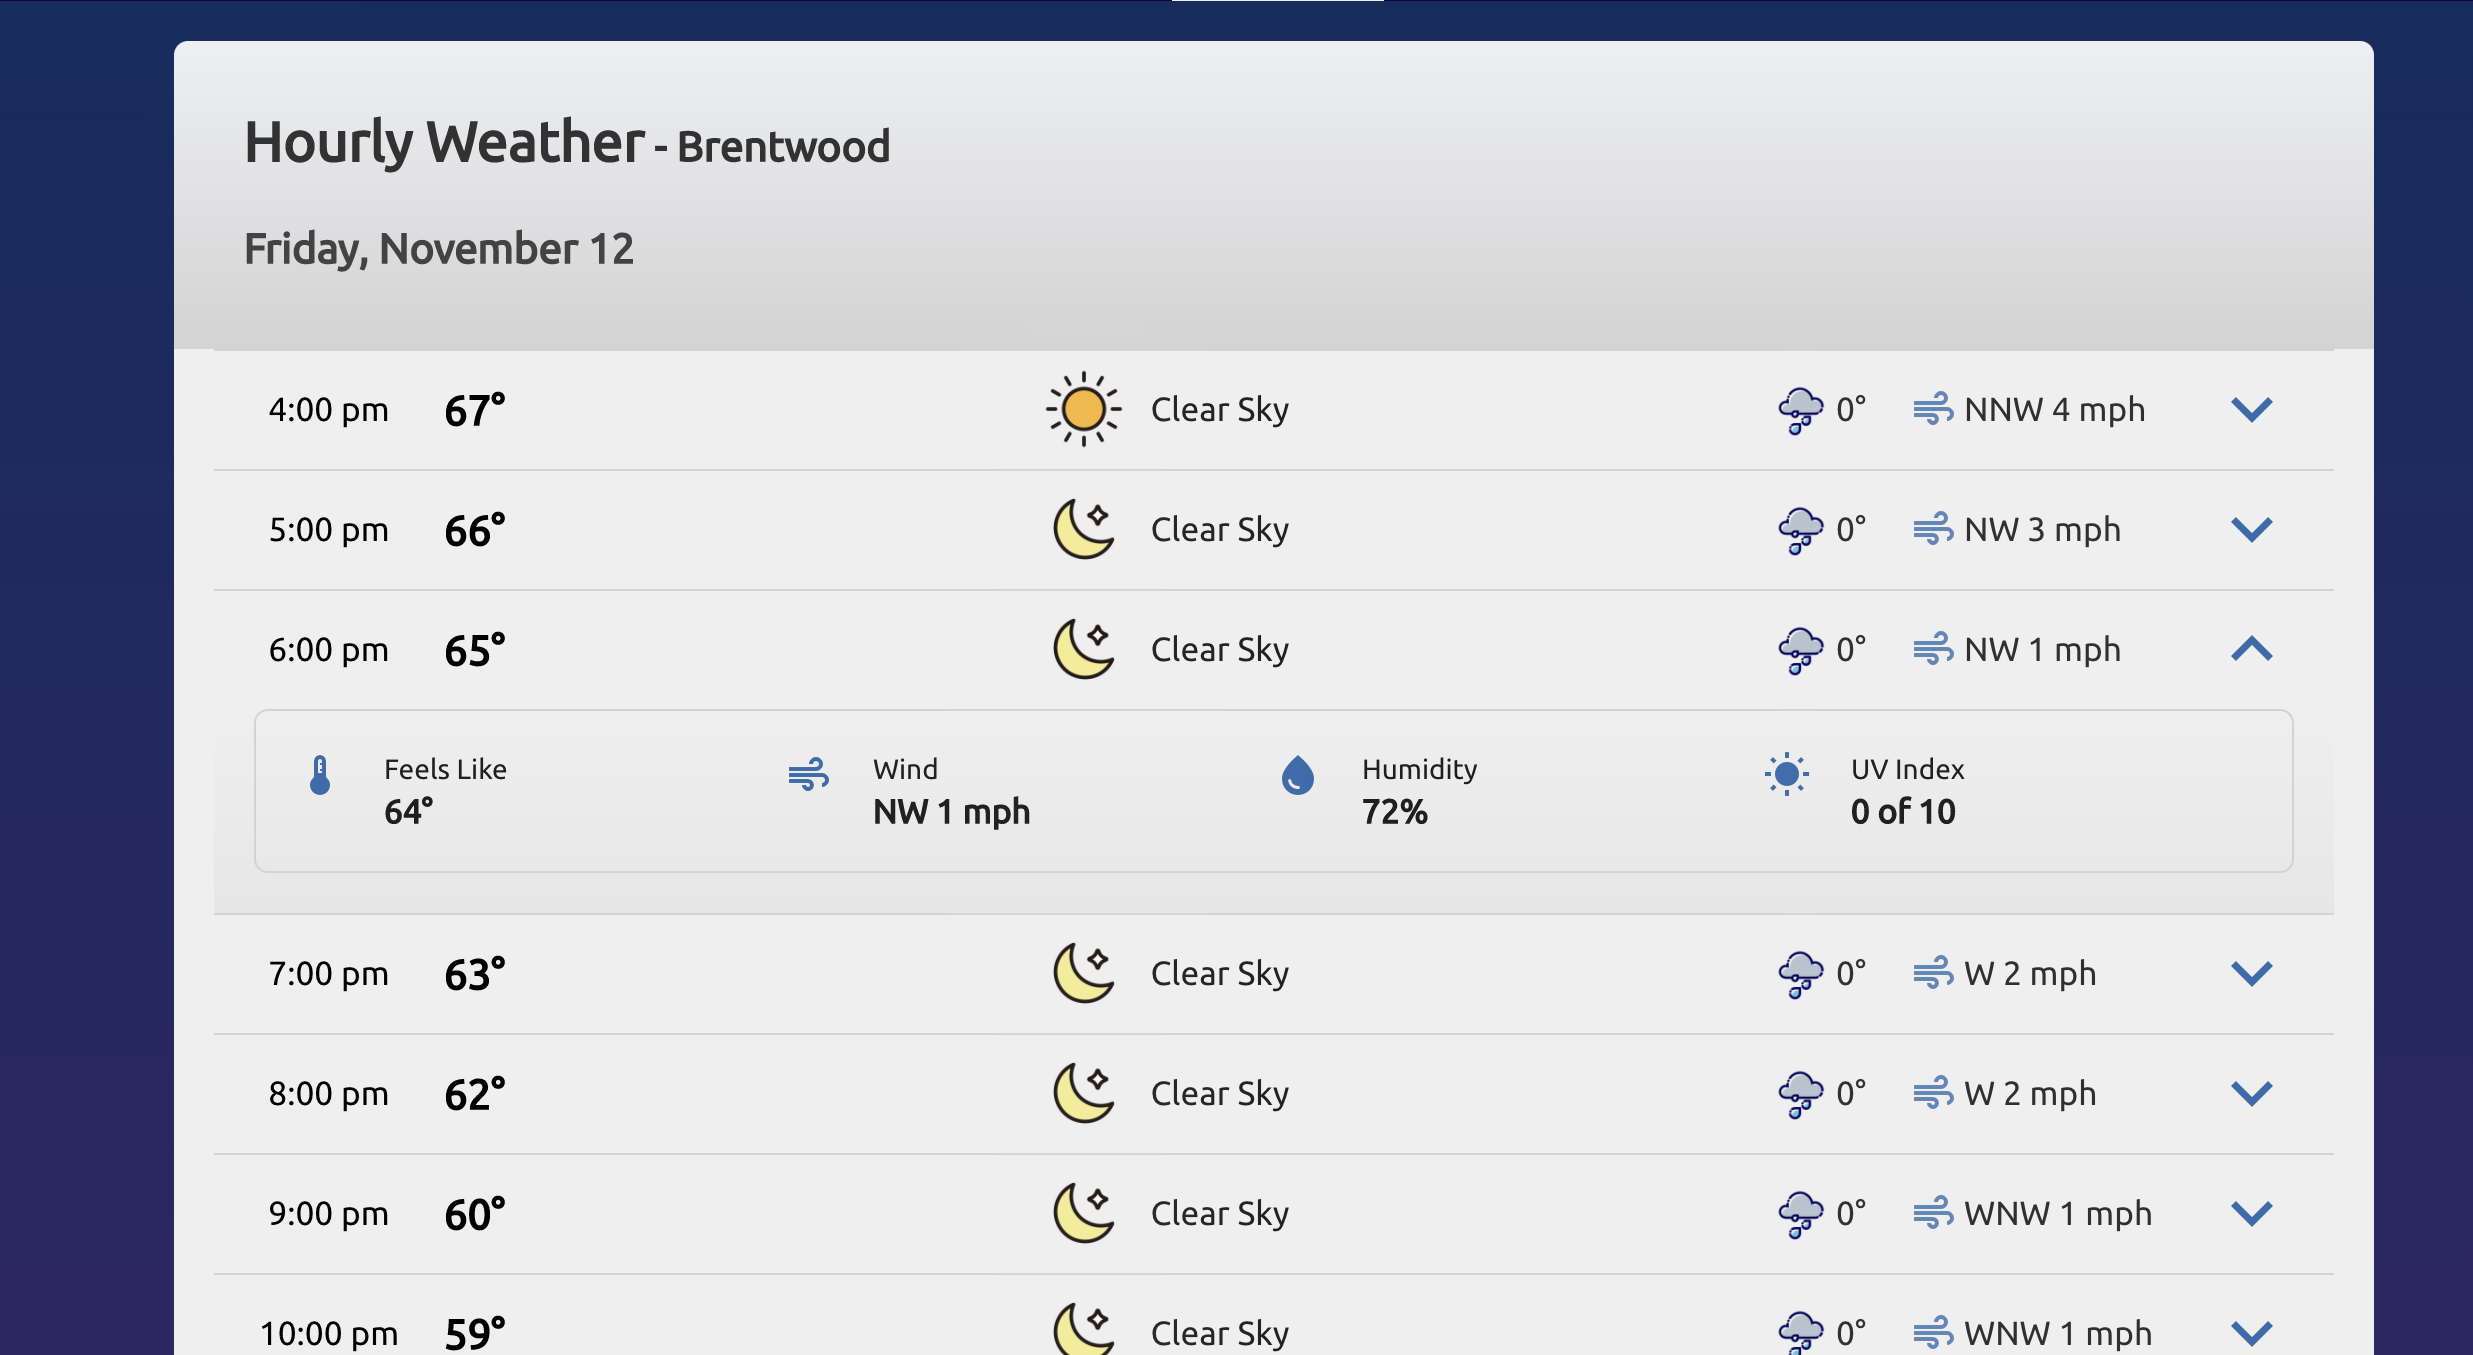 Hourly Weather - Brentwood
Friday, November 12
4:00 pm 67° Clear Sky 0° NNW 4 mph
5:00 pm 66° Clear Sky 0° NW 3 mph
6:00 pm 65° Clear Sky 0° NW 1 mph
Feels Like Wind Humidity UV Index
64° NW 1 mph 72% 0 of 10
7:00 pm 63° Clear Sky 0° W 2 mph
8:00 pm 62° Clear Sky 0° W 2 mph
9:00 pm 60° Clear Sky 0° WNW 1 mph
10:00 pm 59° Clear Sky 0° WNW 1 mph